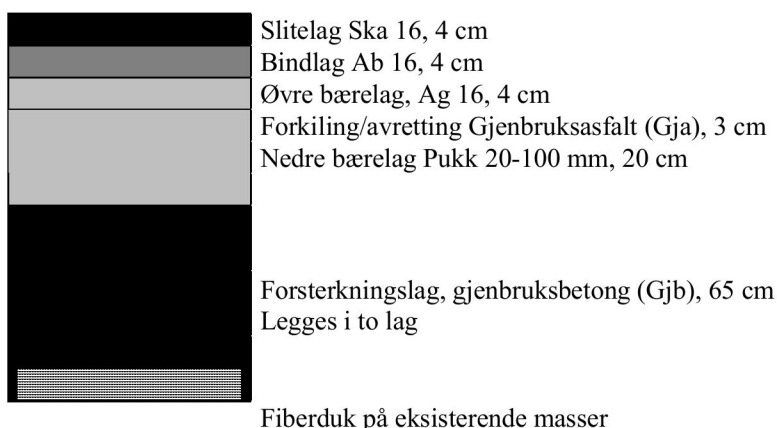 Slitelag Ska 16, 4 cm
Bindlag Ab 16, 4 cm
Øvre bærelag, Ag 16, 4 cm
Forkiling/avretting Gjenbruksasfalt (Gja), 3 cm
Nedre bærelag Pukk 20-100 mm, 20 cm
Forsterkningslag, gjenbruksbetong (Gjb), 65 cm
Legges i to lag
Fiberduk på eksisterende masser